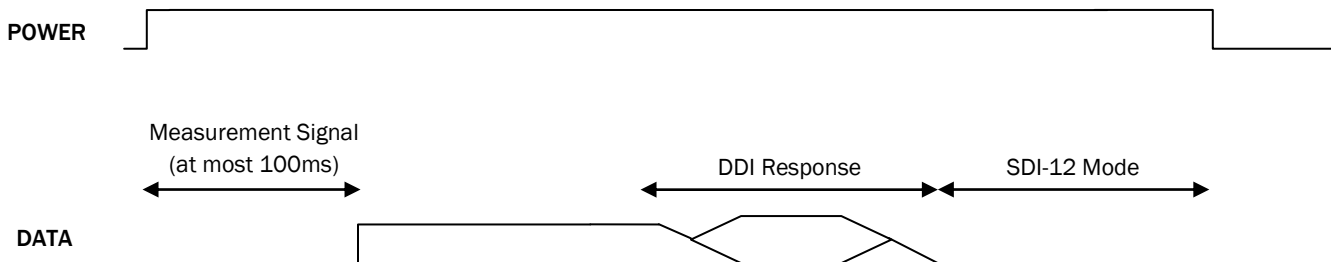 POWER
Measurement Signal
(at most 100ms)
DDI Response
SDI-12 Mode
DATA